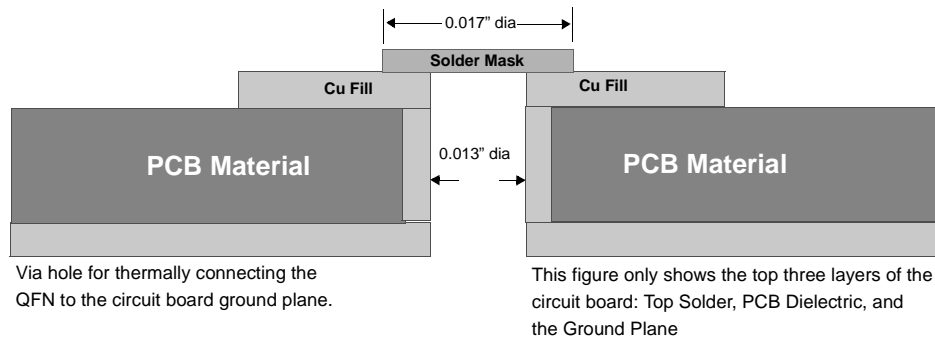 0.017” dia
Solder Mask
Cu Fill
Cu Fill
PCB Material
0.013” dia
PCB Material
Via hole for thermally connecting the
QFN to the circuit board ground plane.
This figure only shows the top three layers of the
circuit board: Top Solder, PCB Dielectric, and
the Ground Plane